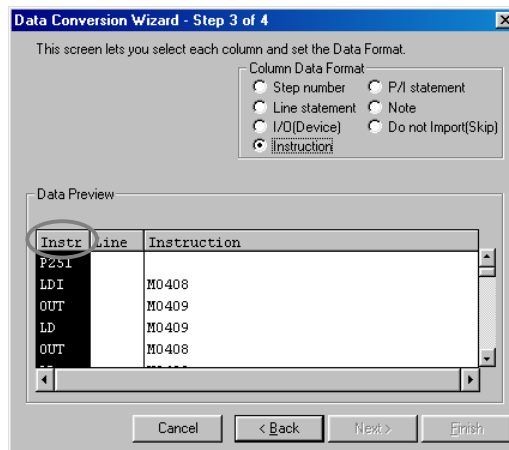 Data Conversion Wizard - Step 3 of 4
This screen lets you select each column and set the Data Format.
Column Data Format
Step number P/I statement
Line statement Note
I/O(Device) Do not Import(Skip)
Instruction
Data Preview
Instr Line Instruction
P251
LDI M0408
OUT M0409
LD M0409
OUT M0408
Cancel < Back Next > Finish